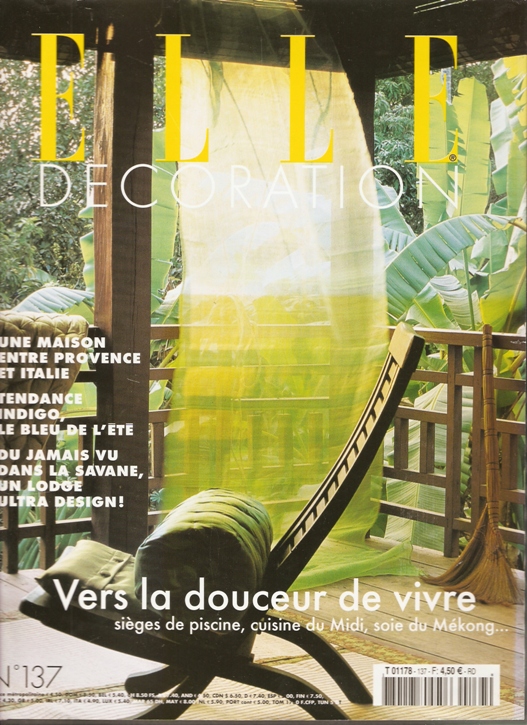 ELLE
DECORATION
UNE MAISON
ENTRE PROVENCE
ET ITALIE
TENDANCE
INDIGO,
LE BLEU DE L'ÉTÉ
DU JAMAIS VU
DANS LA SAVANE,
UN LODGE
ULTRA DESIGN!
Vers la douceur de vivre
sièges de piscine, cuisine du Midi, soie du Mékong...
N°137
T 01178 - 137 - F: 4,50 € - RD